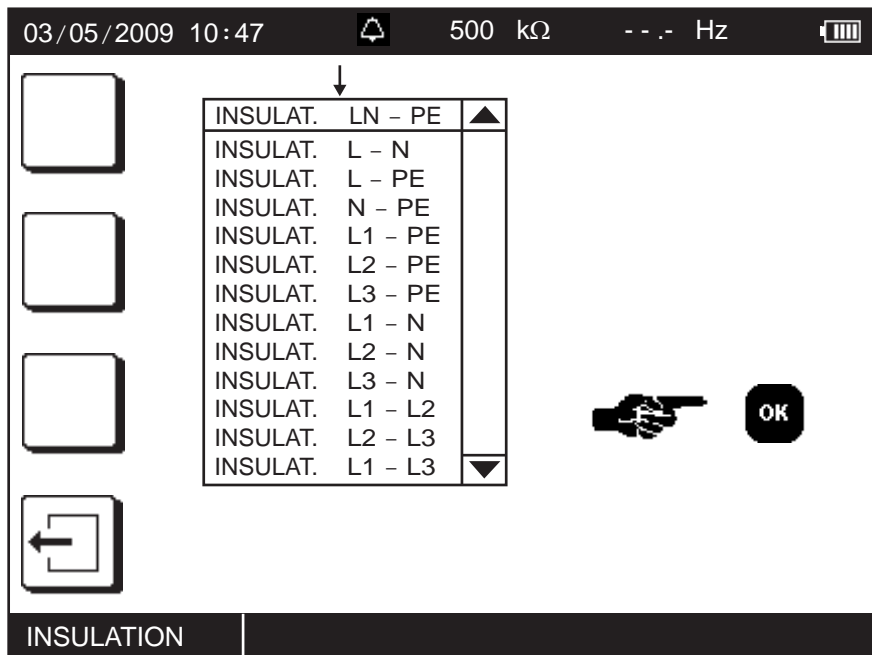 03/05/2009 10:47 500 kΩ - - .- Hz
INSULAT. LN – PE
INSULAT. L – N
INSULAT. L – PE
INSULAT. N – PE
INSULAT. L1 – PE
INSULAT. L2 – PE
INSULAT. L3 – PE
INSULAT. L1 – N
INSULAT. L2 – N
INSULAT. L3 – N
INSULAT. L1 – L2
INSULAT. L2 – L3
INSULAT. L1 – L3
OK
INSULATION